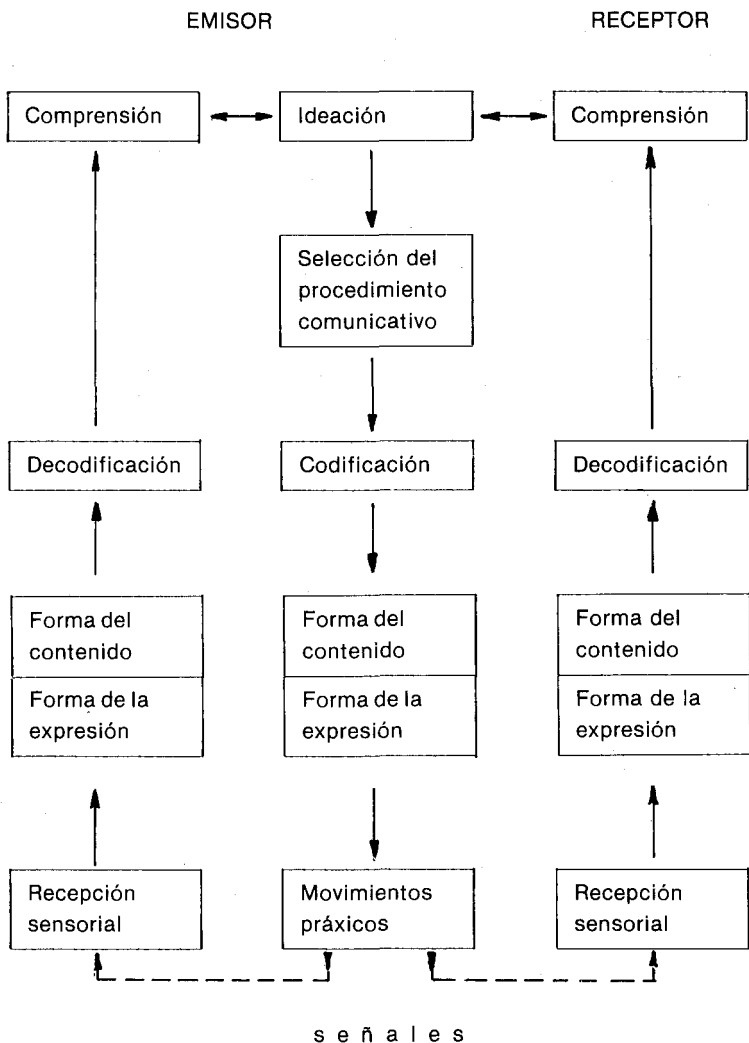 EMISOR
RECEPTOR
Comprensión
Ideación
Comprensión
Selección del
procedimiento
comunicativo
Decodificación
Codificación
Decodificación
Forma del
contenido
Forma de la
expresión
Forma del
contenido
Forma de la
expresión
Forma del
contenido
Forma de la
expresión
Recepción
sensorial
Movimientos
práxicos
Recepción
sensorial
señales